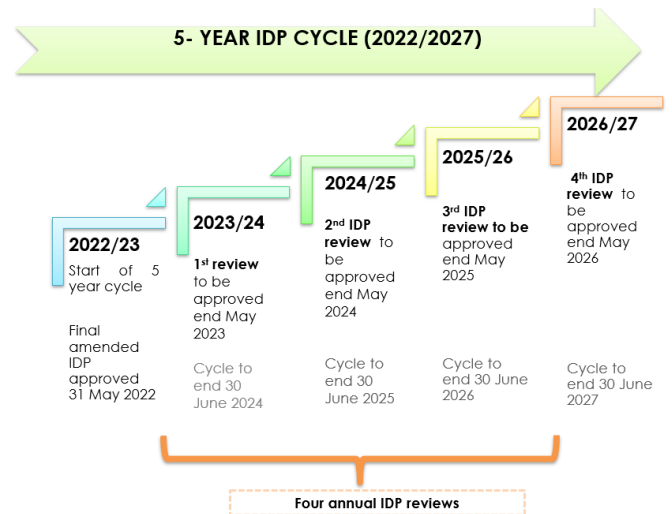 5- YEAR IDP CYCLE (2022/2027)
2022/23
Start of 5
year cycle
Final
amended
IDP
approved
31 May 2022
2023/24
1st review
to be
approved
end May
2023
Cycle to
end 30
June 2024
2024/25
2nd IDP
review to
be
approved
end May
2024
Cycle to
end 30
June 2025
2025/26
3rd IDP
review to be
approved
end May
2025
Cycle to
end 30 June
2026
2026/27
4th IDP
review to
be
approved
end May
2026
Cycle to
end 30 June
2027
Four annual IDP reviews